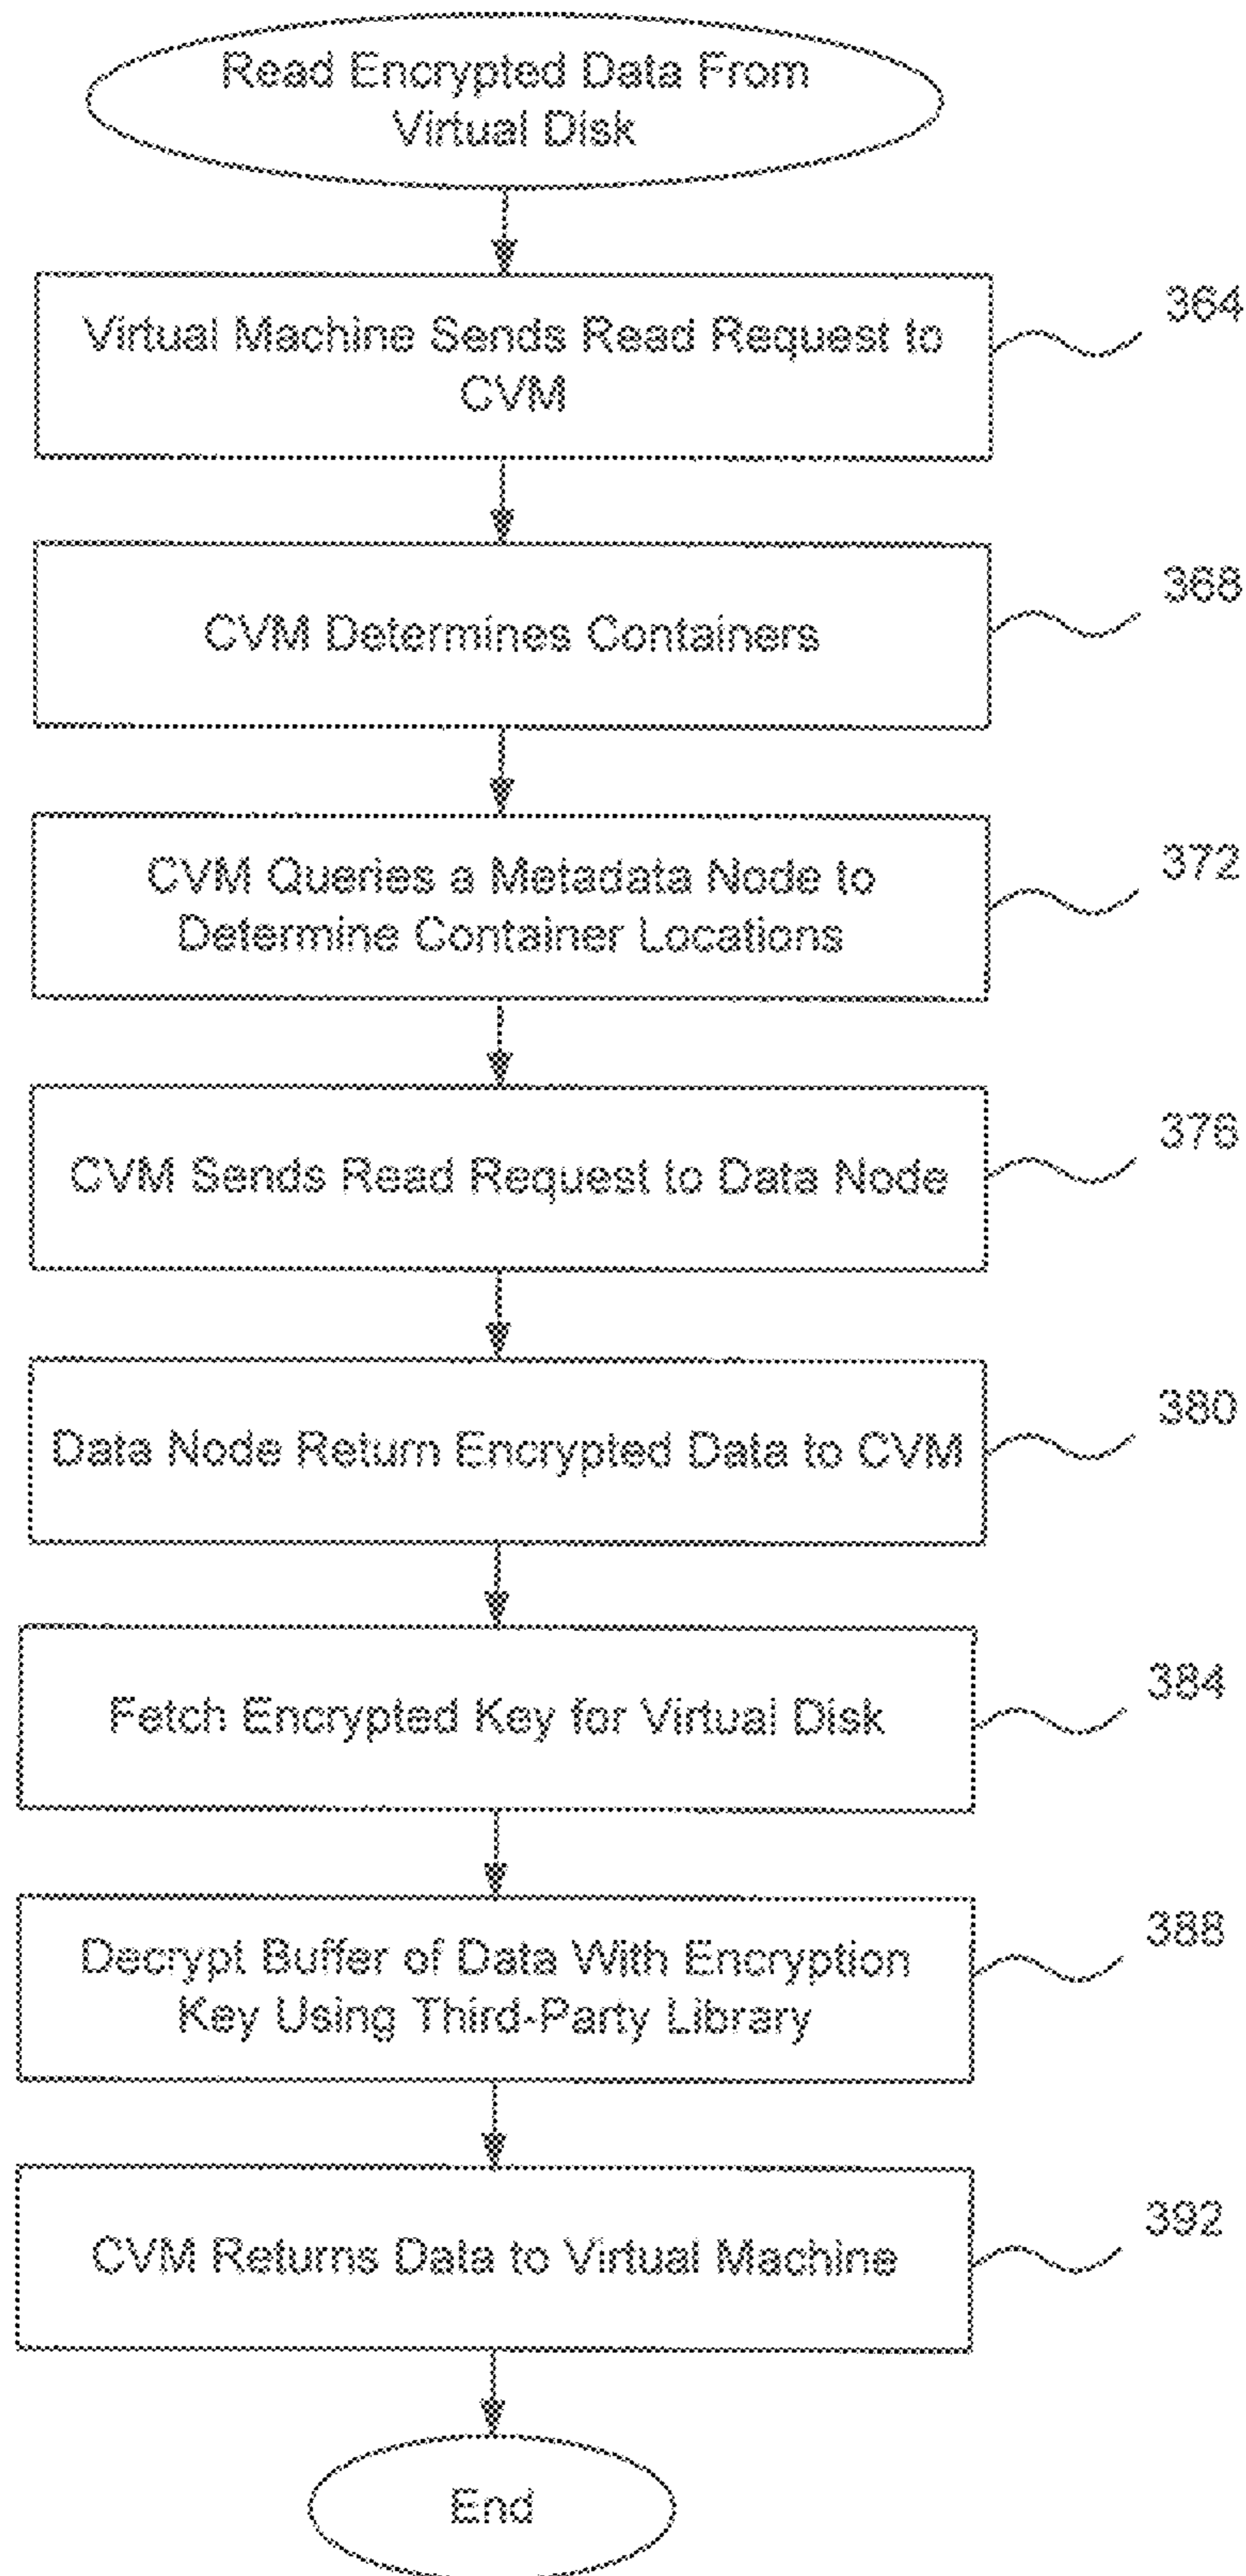 Read Encrypted Data From
Virtual Disk
Virtual Machine Sends Read Request to
CVM
364
CVM Determines Containers
368
CVM Queries a Metadata Node to
Determine Container Locations
372
CVM Sends Read Request to Data Node
376
Data Node Return Encrypted Data to CVM
380
Fetch Encrypted Key for Virtual Disk
384
Decrypt Buffer of Data With Encryption
Key Using Third-Party Library
388
CVM Returns Data to Virtual Machine
392
End